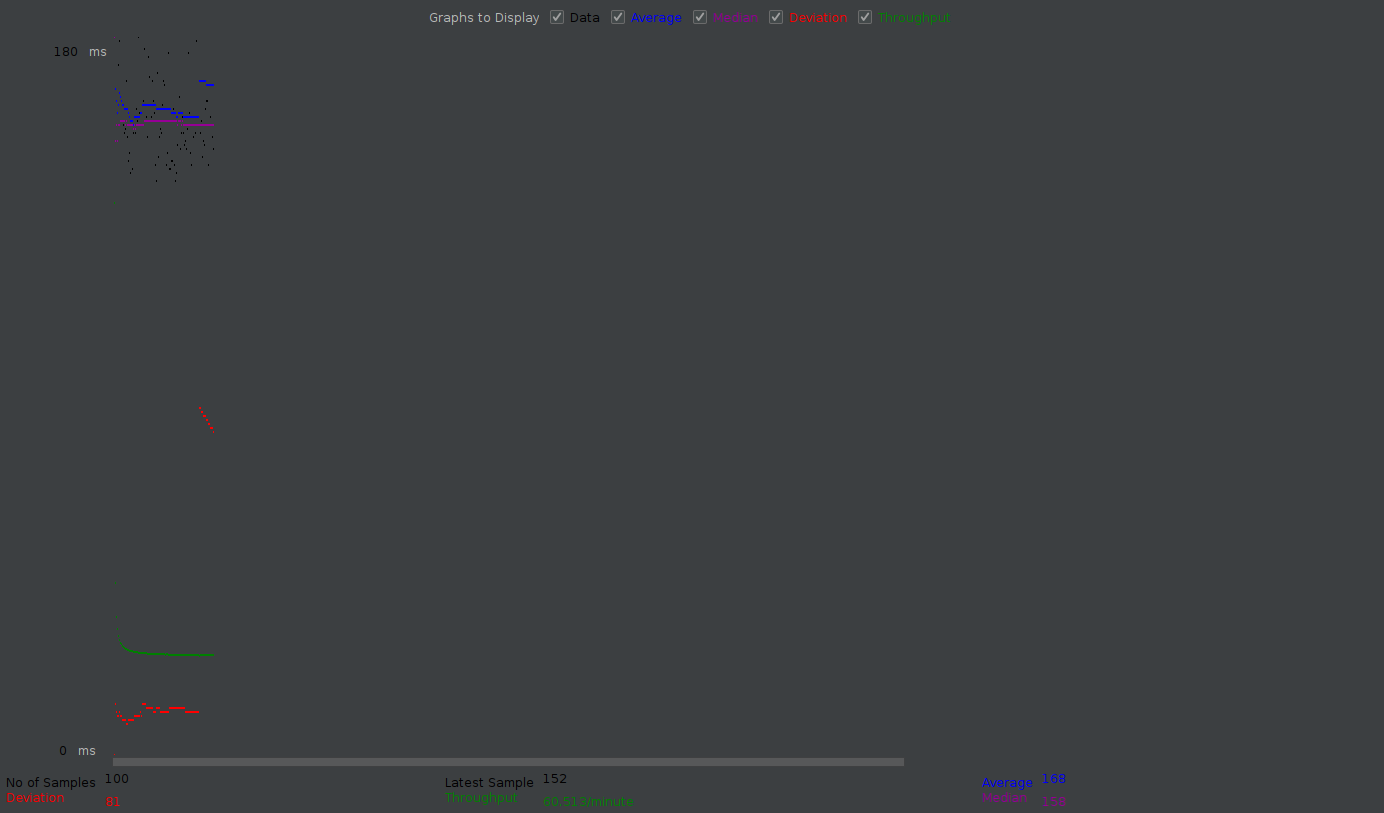 Graphs to Display Data Average Median Deviation Throughput
180 ms
0 ms
No of Samples 100 Latest Sample 152 Average 168
Deviation 81 Throughput 60.513/minute Median